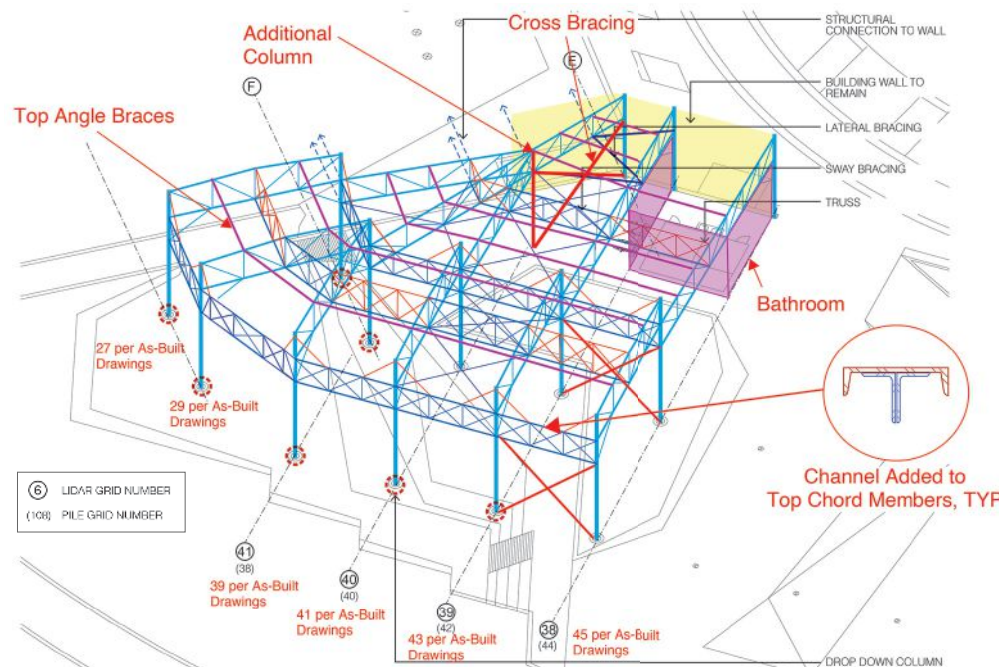 Additional
Column
Cross Bracing
STRUCTURAL
CONNECTION TO WALL
E
F
BUILDING WALL TO
REMAIN
Top Angle Braces
LATERAL BRACING
SWAY BRACING
TRUSS
Bathroom
27 per As-Built
Drawings
29 per As-Built
Drawings
Channel Added to
Top Chord Members, TYP
6 LIDAR GRID NUMBER
(108) PILE GRID NUMBER
41
(38)
39 per As-Built
Drawings
40
(40)
41 per As-Built
Drawings
39
(42)
43 per As-Built
Drawings
38
(44)
45 per As-Built
Drawings
DROP DOWN COLUMN